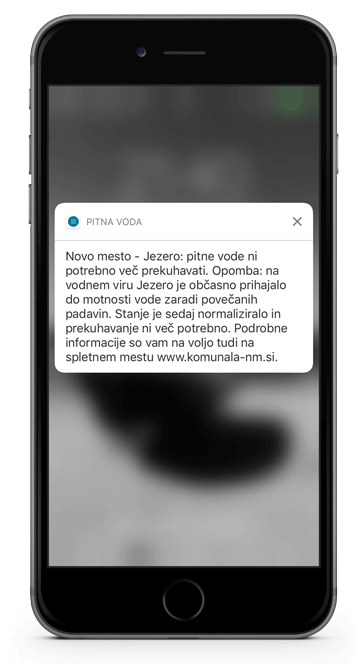 PITNA VODA
Novo mesto - Jezero: pitne vode ni
potrebno več prekuhavati. Opomba: na
vodnem viru Jezero je občasno prihajalo
do motnosti vode zaradi povečanih
padavin. Stanje je sedaj normaliziralo in
prekuhavanje ni več potrebno. Podrobne
informacije so vam na voljo tudi na
spletnem mestu www.komunala-nm.si.